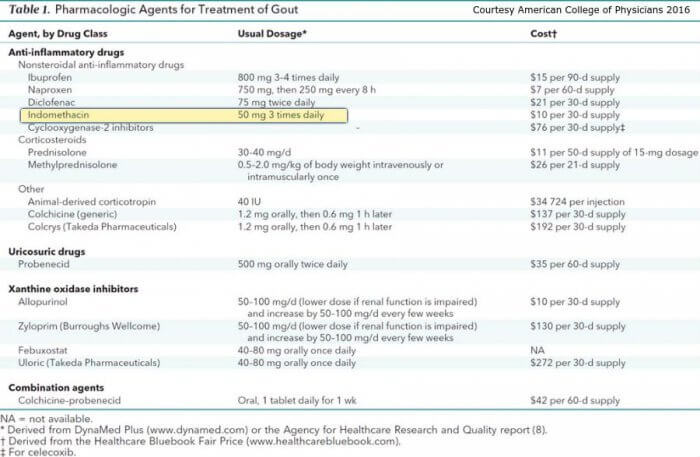 Table 1. Pharmacologic Agents for Treatment of Gout Courtesy American College of Physicians 2016
Agent, by Drug Class Usual Dosage* Cost†
Anti-inflammatory drugs
Nonsteroidal anti-inflammatory drugs
Ibuprofen 800 mg 3-4 times daily $15 per 90-d supply
Naproxen 750 mg, then 250 mg every 8 h $7 per 60-d supply
Diclofenac 75 mg twice daily $21 per 30-d supply
Indomethacin 50 mg 3 times daily $10 per 30-d supply
Cyclooxygenase-2 inhibitors - $76 per 30-d supply‡
Corticosteroids
Prednisolone 30-40 mg/d $11 per 50-d supply of 15-mg dosage
Methylprednisolone 0.5-2.0 mg/kg of body weight intravenously or $26 per 21-d supply
intramuscularly once
Other
Animal-derived corticotropin 40 IU $34 724 per injection
Colchicine (generic) 1.2 mg orally, then 0.6 mg 1 h later $137 per 30-d supply
Colcrys (Takeda Pharmaceuticals) 1.2 mg orally, then 0.6 mg 1 h later $192 per 30-d supply
Uricosuric drugs
Probenecid 500 mg orally twice daily $35 per 60-d supply
Xanthine oxidase inhibitors
Allopurinol 50-100 mg/d (lower dose if renal function is impaired) $10 per 30-d supply
and increase by 50-100 mg/d every few weeks
Zyloprim (Burroughs Wellcome) 50-100 mg/d (lower dose if renal function is impaired) $130 per 30-d supply
and increase by 50-100 mg/d every few weeks
Febuxostat 40-80 mg orally once daily NA
Uloric (Takeda Pharmaceuticals) 40-80 mg orally once daily $272 per 30-d supply
Combination agents
Colchicine-probenecid Oral, 1 tablet daily for 1 wk $42 per 60-d supply
NA = not available.
* Derived from DynaMed Plus (www.dynamed.com) or the Agency for Healthcare Research and Quality report (8).
† Derived from the Healthcare Bluebook Fair Price (www.healthcarebluebook.com).
‡ For celecoxib.